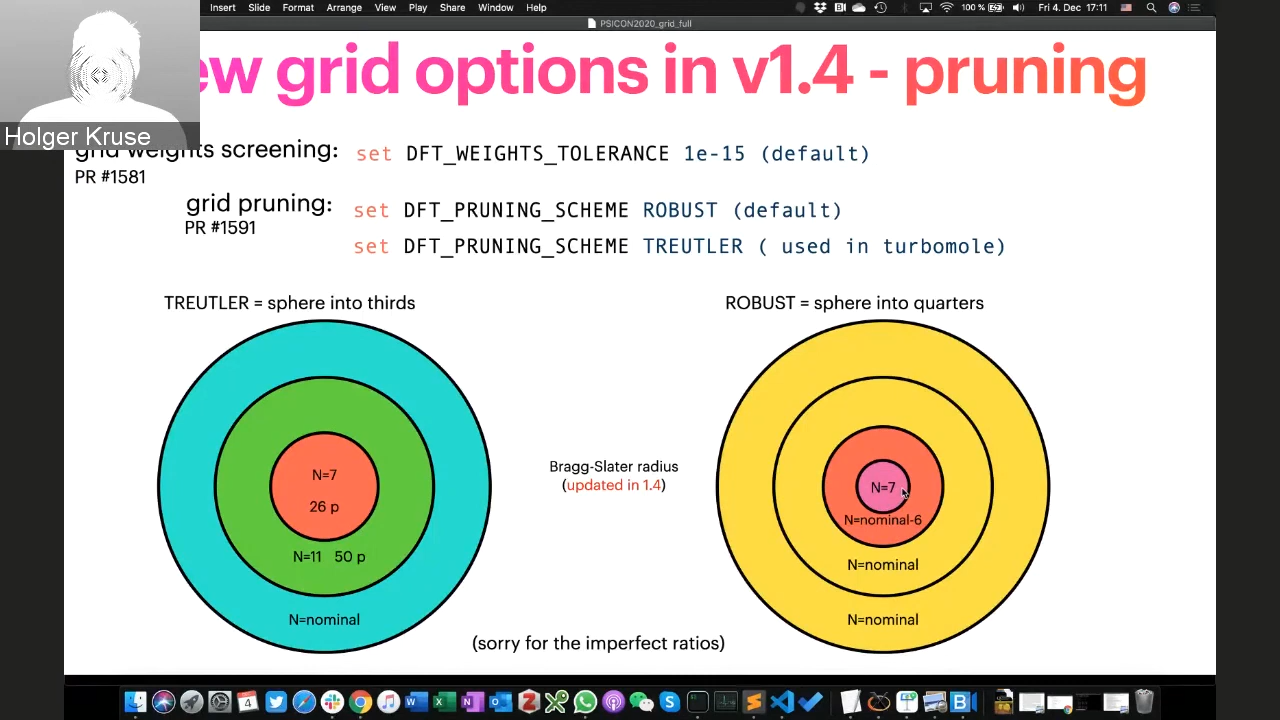 Insert Slide Format Arrange View Play Share Window Help
100 % Fri 4. Dec 17:11
PSICON2020_grid_full
ew grid options in v1.4 - pruning
Holger Kruse
grid weights screening: set DFT_WEIGHTS_TOLERANCE 1e-15 (default)
PR #1581
grid pruning: set DFT_PRUNING_SCHEME ROBUST (default)
PR #1591
set DFT_PRUNING_SCHEME TREUTLER ( used in turbomole)
TREUTLER = sphere into thirds
N=7
26 p
N=11 50 p
N=nominal
Bragg-Slater radius
(updated in 1.4)
ROBUST = sphere into quarters
N=7
N=nominal-6
N=nominal
N=nominal
(sorry for the imperfect ratios)